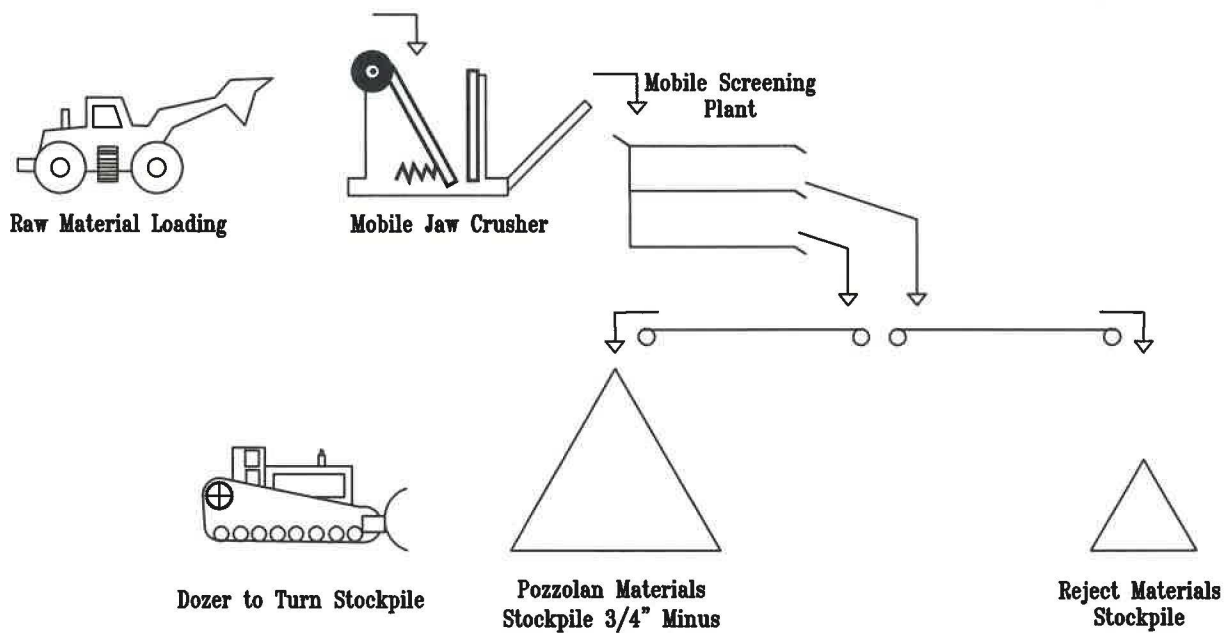 Mobile Screening
Plant
Raw Material Loading
Mobile Jaw Crusher
Dozer to Turn Stockpile
Pozzolan Materials
Stockpile 3/4" Minus
Reject Materials
Stockpile